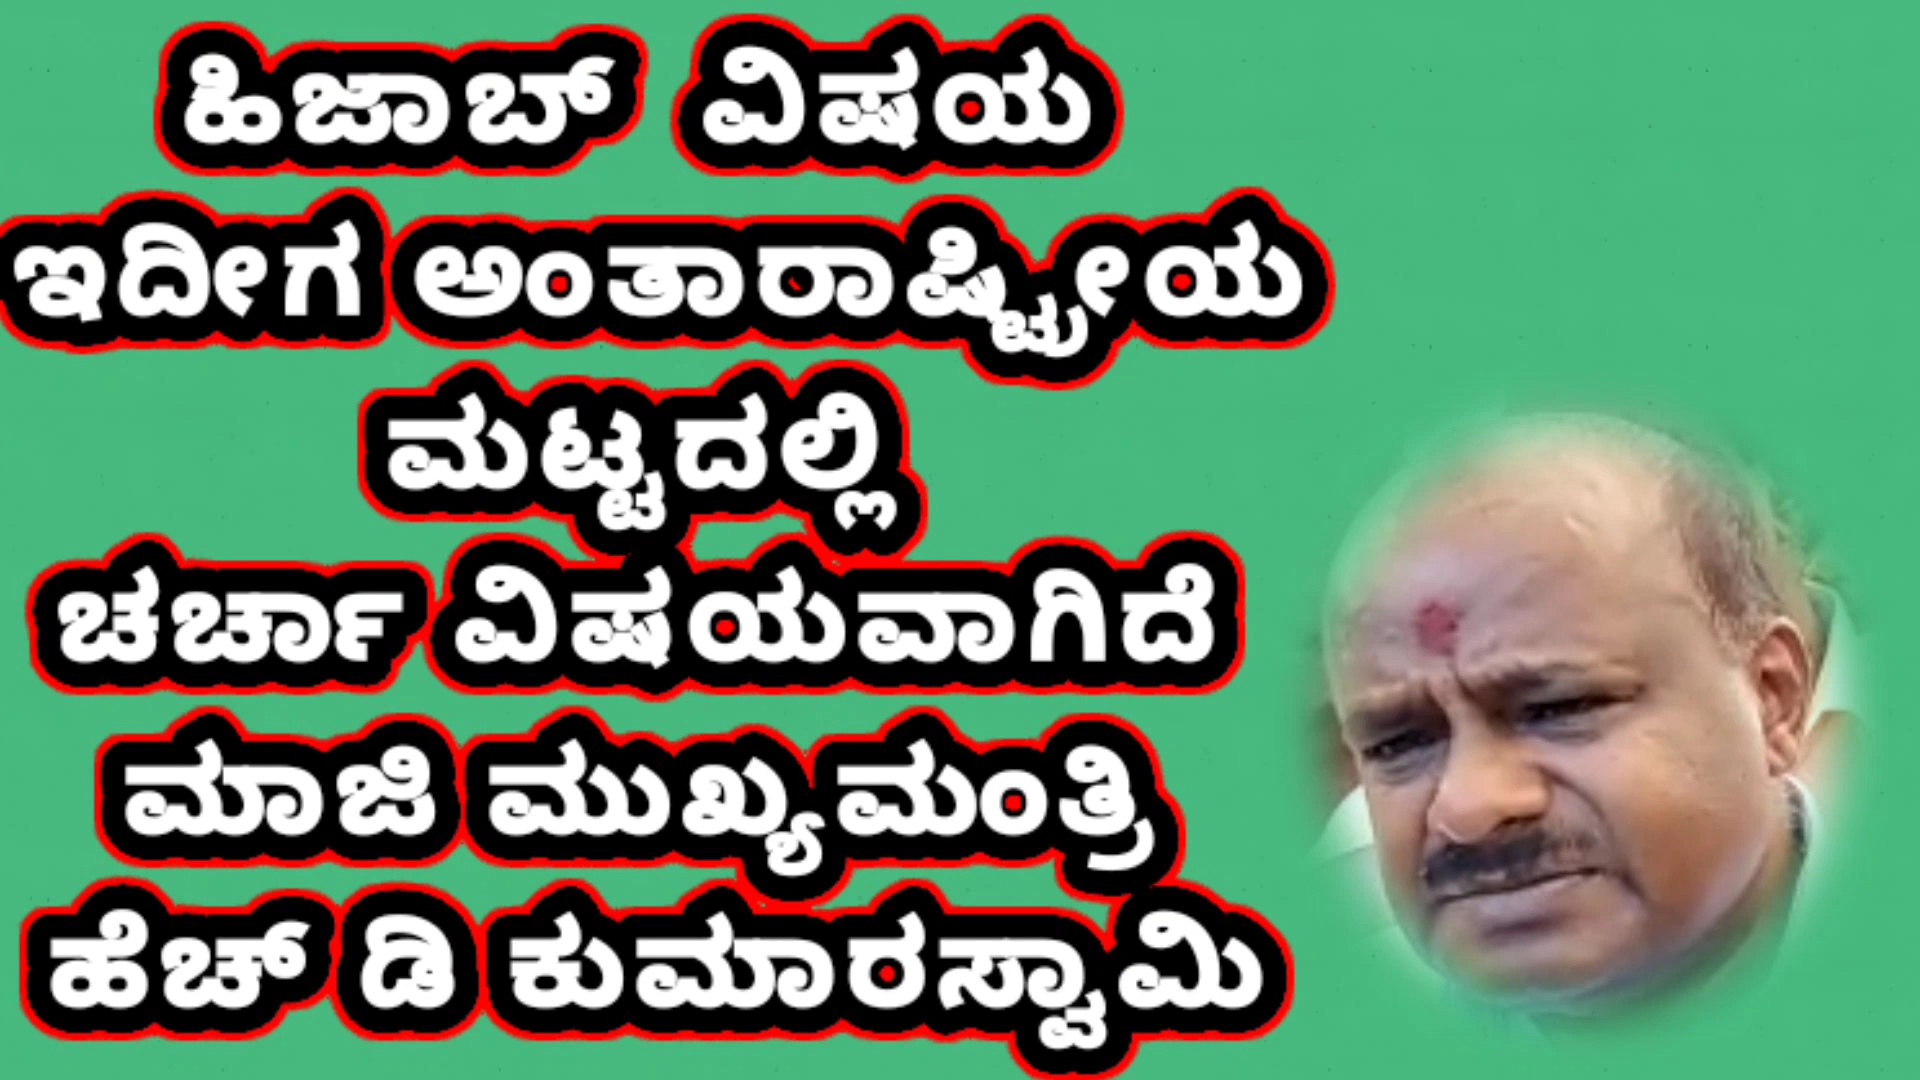 ಹಿಜಾಬ್ ವಿಷಯ
ಇದೀಗ ಅಂತಾರಾಷ್ಟ್ರೀಯ
ಮಟ್ಟದಲ್ಲಿ
ಚರ್ಚಾ ವಿಷಯವಾಗಿದೆ
ಮಾಜಿ ಮುಖ್ಯಮಂತ್ರಿ
ಹೆಚ್ ಡಿ ಕುಮಾರಸ್ವಾಮಿ